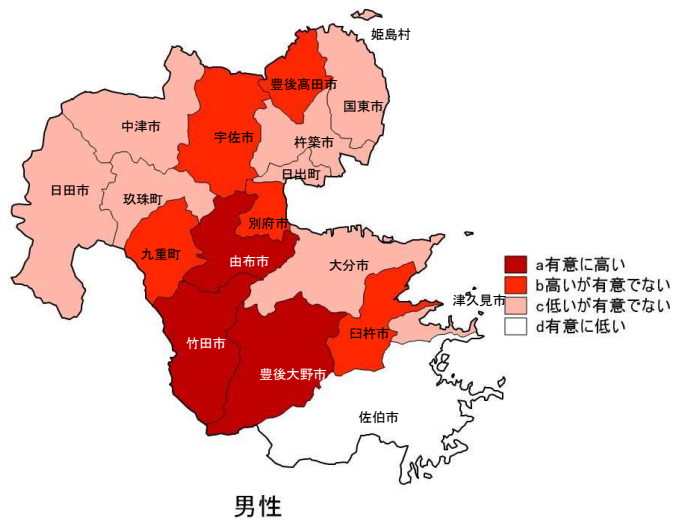 姫島村
豊後高田市
国東市
中津市
宇佐市
杵築市
日出町
日田市
玖珠町
別府市
九重町
由布市
大分市
a有意に高い
b高いが有意でない
c低いが有意でない
d有意に低い
津久見市
臼杵市
竹田市
豊後大野市
佐伯市
男性